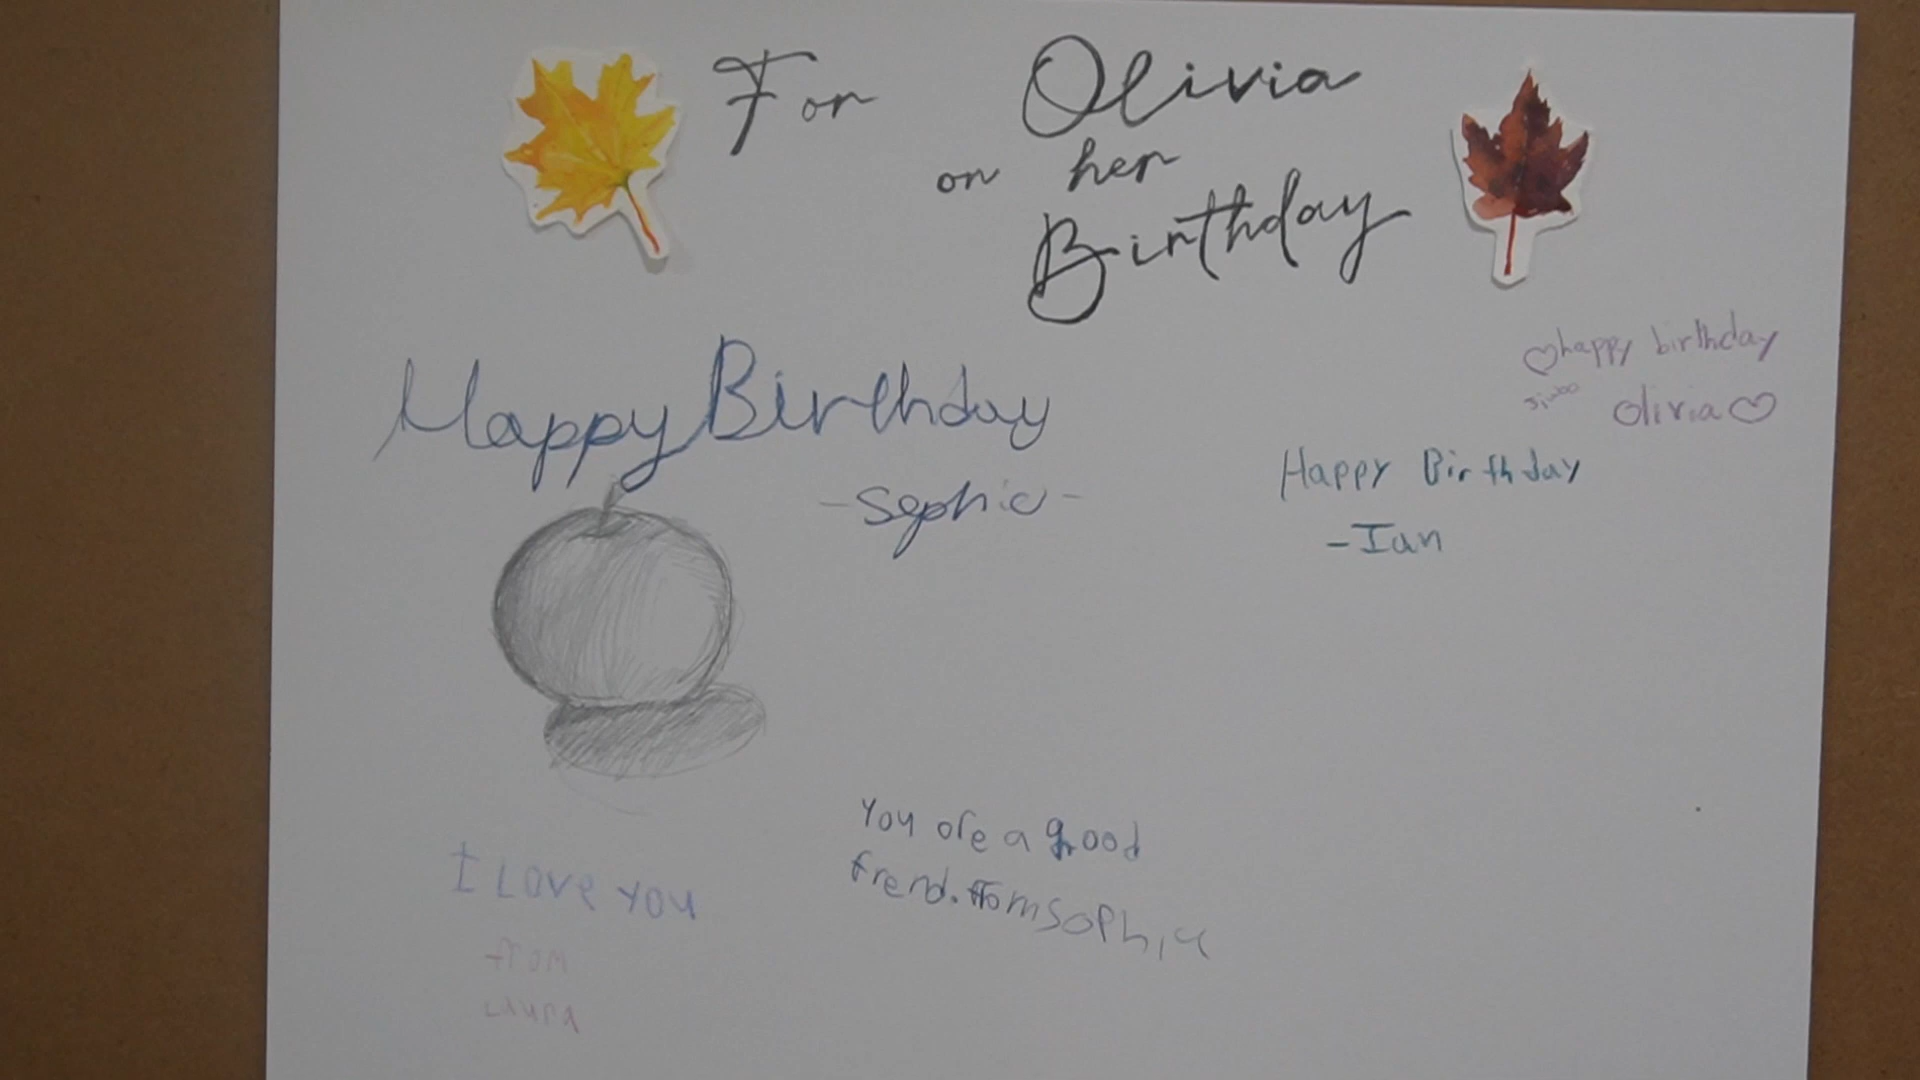 For Olivia
on her
Birthday
happy birthday
olivia
Happy Birthday
-Sophie-
Happy Birthday
-Ian
You are a good
frend. from sophia
I Love you
from
Laura